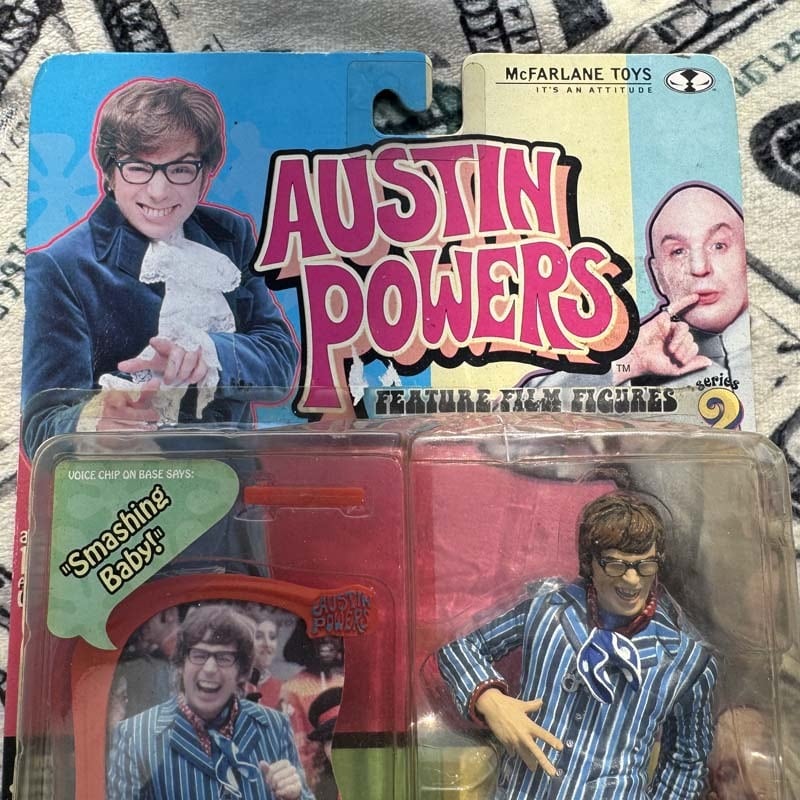 McFARLANE TOYS
IT'S AN ATTITUDE
AUSTIN
POWERS
TM
FEATURE FILM FIGURES
series
2
VOICE CHIP ON BASE SAYS:
"Smashing
Baby!"
AUSTIN
POWERS